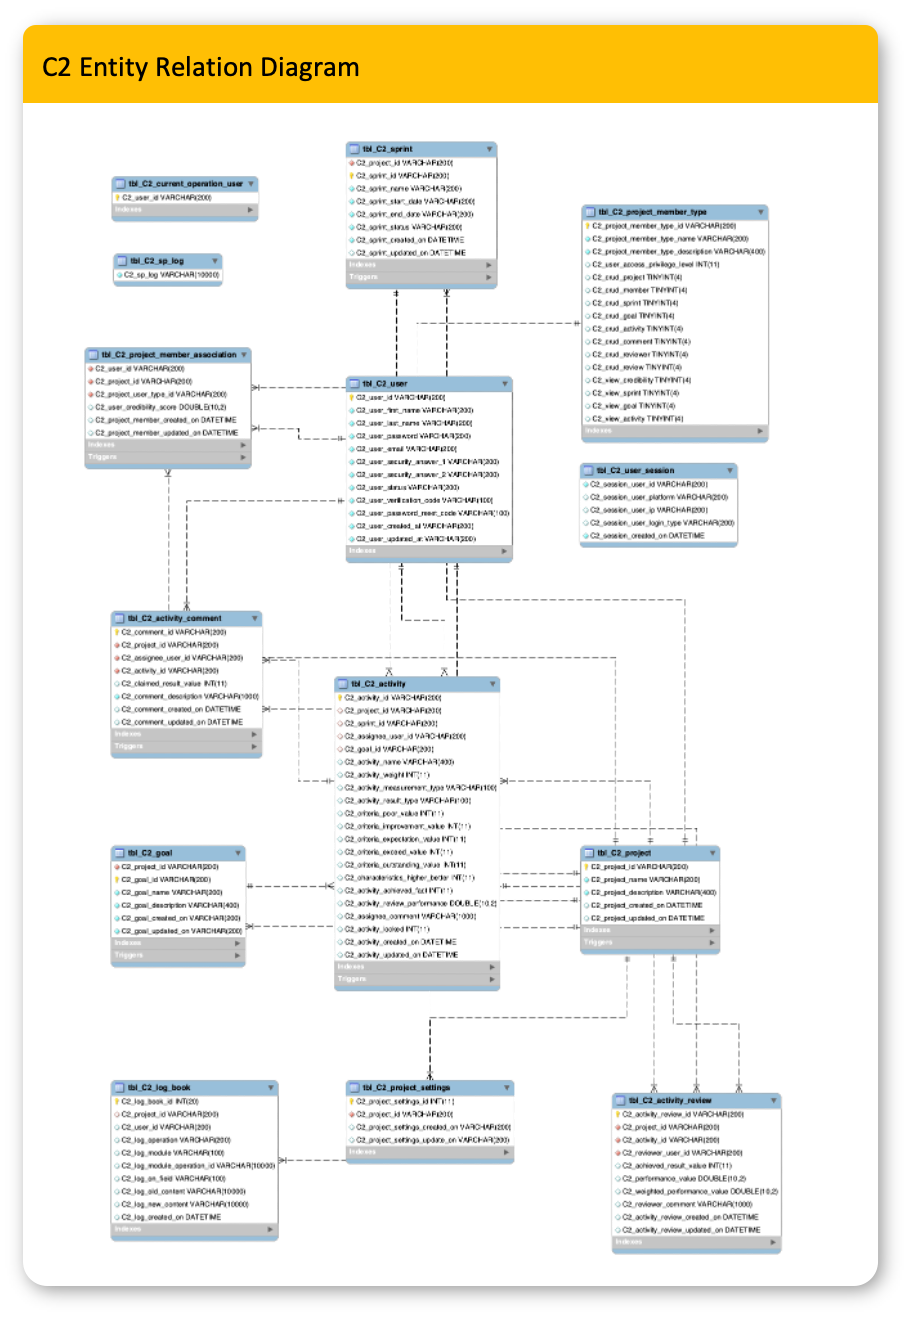 C2 Entity Relation Diagram
tbl_C2_sprint
C2_project_id VARCHAR(200)
C2_sprint_id VARCHAR(200)
C2_sprint_name VARCHAR(200)
C2_sprint_start_date VARCHAR(200)
C2_sprint_end_date VARCHAR(200)
C2_sprint_status VARCHAR(200)
C2_sprint_created_on DATETIME
C2_sprint_updated_on DATETIME
Indexes
Triggers
tbl_C2_current_operation_user
C2_user_id VARCHAR(200)
Indexes
tbl_C2_sp_log
C2_sp_log VARCHAR(10000)
tbl_C2_project_member_type
C2_project_member_type_id VARCHAR(200)
C2_project_member_type_name VARCHAR(200)
C2_project_member_type_description VARCHAR(400)
C2_user_access_privilege_level INT(11)
C2_crud_project TINYINT(4)
C2_crud_member TINYINT(4)
C2_crud_sprint TINYINT(4)
C2_crud_goal TINYINT(4)
C2_crud_activity TINYINT(4)
C2_crud_comment TINYINT(4)
C2_crud_reviewer TINYINT(4)
C2_crud_review TINYINT(4)
C2_view_credibility TINYINT(4)
C2_view_sprint TINYINT(4)
C2_view_goal TINYINT(4)
C2_view_activity TINYINT(4)
Indexes
tbl_C2_project_member_association
C2_user_id VARCHAR(200)
C2_project_id VARCHAR(200)
C2_project_user_type_id VARCHAR(200)
C2_user_credibility_score DOUBLE(10,2)
C2_project_member_created_on DATETIME
C2_project_member_updated_on DATETIME
Indexes
Triggers
tbl_C2_user
C2_user_id VARCHAR(200)
C2_user_first_name VARCHAR(200)
C2_user_last_name VARCHAR(200)
C2_user_password VARCHAR(200)
C2_user_email VARCHAR(200)
C2_user_security_answer_1 VARCHAR(200)
C2_user_security_answer_2 VARCHAR(200)
C2_user_status VARCHAR(200)
C2_user_verification_code VARCHAR(100)
C2_user_password_reset_code VARCHAR(100)
C2_user_created_at VARCHAR(200)
C2_user_updated_at VARCHAR(200)
Indexes
tbl_C2_user_session
C2_session_user_id VARCHAR(200)
C2_session_user_platform VARCHAR(200)
C2_session_user_ip VARCHAR(200)
C2_session_user_login_type VARCHAR(200)
C2_session_created_on DATETIME
tbl_C2_activity_comment
C2_comment_id VARCHAR(200)
C2_project_id VARCHAR(200)
C2_assignee_user_id VARCHAR(200)
C2_activity_id VARCHAR(200)
C2_claimed_result_value INT(11)
C2_comment_description VARCHAR(1000)
C2_comment_created_on DATETIME
C2_comment_updated_on DATETIME
Indexes
Triggers
tbl_C2_activity
C2_activity_id VARCHAR(200)
C2_project_id VARCHAR(200)
C2_sprint_id VARCHAR(200)
C2_assignee_user_id VARCHAR(200)
C2_goal_id VARCHAR(200)
C2_activity_name VARCHAR(400)
C2_activity_weight INT(11)
C2_activity_measurement_type VARCHAR(100)
C2_activity_result_type VARCHAR(100)
C2_criteria_poor_value INT(11)
C2_criteria_improvement_value INT(11)
C2_criteria_expectation_value INT(11)
C2_criteria_exceed_value INT(11)
C2_criteria_outstanding_value INT(11)
C2_characteristics_higher_better INT(11)
C2_activity_achieved_fact INT(11)
C2_activity_review_performance DOUBLE(10,2)
C2_assignee_comment VARCHAR(1000)
C2_activity_locked INT(11)
C2_activity_created_on DATETIME
C2_activity_updated_on DATETIME
Indexes
Triggers
tbl_C2_goal
C2_project_id VARCHAR(200)
C2_goal_id VARCHAR(200)
C2_goal_name VARCHAR(200)
C2_goal_description VARCHAR(400)
C2_goal_created_on VARCHAR(200)
C2_goal_updated_on VARCHAR(200)
Indexes
Triggers
tbl_C2_project
C2_project_id VARCHAR(200)
C2_project_name VARCHAR(200)
C2_project_description VARCHAR(400)
C2_project_created_on DATETIME
C2_project_updated_on DATETIME
Indexes
Triggers
tbl_C2_log_book
C2_log_book_id INT(20)
C2_project_id VARCHAR(200)
C2_user_id VARCHAR(200)
C2_log_operation VARCHAR(200)
C2_log_module VARCHAR(100)
C2_log_module_operation_id VARCHAR(10000)
C2_log_on_field VARCHAR(100)
C2_log_old_content VARCHAR(10000)
C2_log_new_content VARCHAR(10000)
C2_log_created_on DATETIME
Indexes
tbl_C2_project_settings
C2_project_settings_id INT(11)
C2_project_id VARCHAR(200)
C2_project_settings_created_on VARCHAR(200)
C2_project_settings_update_on VARCHAR(200)
Indexes
tbl_C2_activity_review
C2_activity_review_id VARCHAR(200)
C2_project_id VARCHAR(200)
C2_activity_id VARCHAR(200)
C2_reviewer_user_id VARCHAR(200)
C2_achieved_result_value INT(11)
C2_performance_value DOUBLE(10,2)
C2_weighted_performance_value DOUBLE(10,2)
C2_reviewer_comment VARCHAR(1000)
C2_activity_review_created_on DATETIME
C2_activity_review_updated_on DATETIME
Indexes